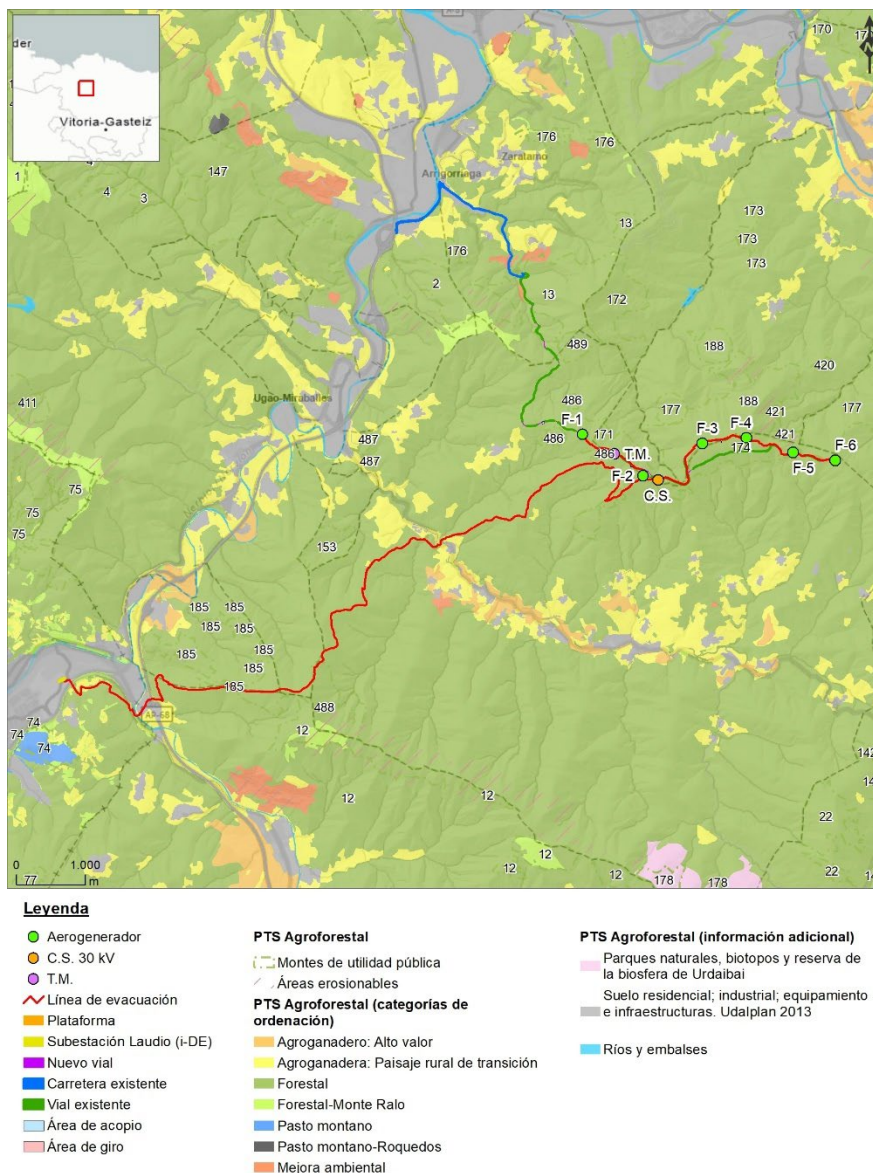 der
Vitoria-Gasteiz
170
N
176
176
Zaratamo
Arrigorriaga
147
4
4
3
1
13
173
173
173
176
2
13
172
489
188
420
411
Ugao-Miraballes
486
177
188
421
177
F-1
486
171
486
T.M.
F-3
F-4
174
421
F-5
F-6
F-2
C.S.
487
487
75
75
75
153
185
185
185
185
185
185
185
185
488
AP-68
74
74
74
12
12
12
12
12
12
142
22
22
178
178
77
0
1.000
m
Leyenda
Aerogenerador
C.S. 30 kV
T.M.
Línea de evacuación
Plataforma
Subestación Laudio (i-DE)
Nuevo vial
Carretera existente
Vial existente
Área de acopio
Área de giro
PTS Agroforestal
Montes de utilidad pública
Áreas erosionables
PTS Agroforestal (categorías de
ordenación)
Agroganadero: Alto valor
Agroganadera: Paisaje rural de transición
Forestal
Forestal-Monte Ralo
Pasto montano
Pasto montano-Roquedos
Mejora ambiental
PTS Agroforestal (información adicional)
Parques naturales, biotopos y reserva de
la biosfera de Urdaibai
Suelo residencial; industrial; equipamiento
e infraestructuras. Udalplan 2013
Ríos y embalses